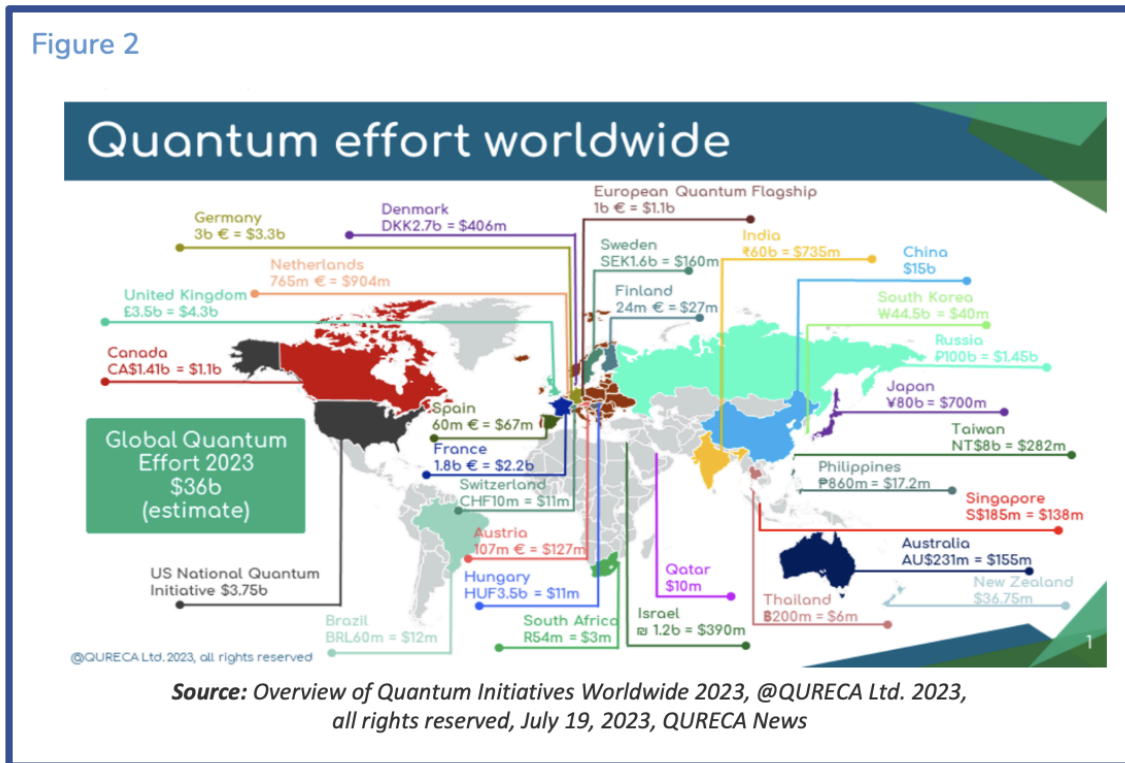 Figure 2
Quantum effort worldwide
European Quantum Flagship
1b € = $1.1b
Denmark
DKK2.7b = $406m
Germany
3b € = $3.3b
India
₹60b = $735m
Sweden
SEK1.6b = $160m
China
$15b
Netherlands
765m € = $904m
Finland
24m € = $27m
United Kingdom
£3.5b = $4.3b
South Korea
₩44.5b = $40m
Russia
₽100b = $1.45b
Canada
CA$1.41b = $1.1b
Japan
¥80b = $700m
Spain
60m € = $67m
Taiwan
NT$8b = $282m
Global Quantum
Effort 2023
$36b
(estimate)
France
1.8b € = $2.2b
Philippines
₱860m = $17.2m
Switzerland
CHF10m = $11m
Singapore
S$185m = $138m
Austria
107m € = $127m
Australia
AU$231m = $155m
US National Quantum
Initiative $3.75b
Hungary
HUF3.5b = $11m
Qatar
$10m
New Zealand
$36.75m
Thailand
฿200m = $6m
Israel
₪ 1.2b = $390m
Brazil
BRL60m = $12m
South Africa
R54m = $3m
1
@QURECA Ltd. 2023, all rights reserved
Source: Overview of Quantum Initiatives Worldwide 2023, @QURECA Ltd. 2023,
all rights reserved, July 19, 2023, QURECA News